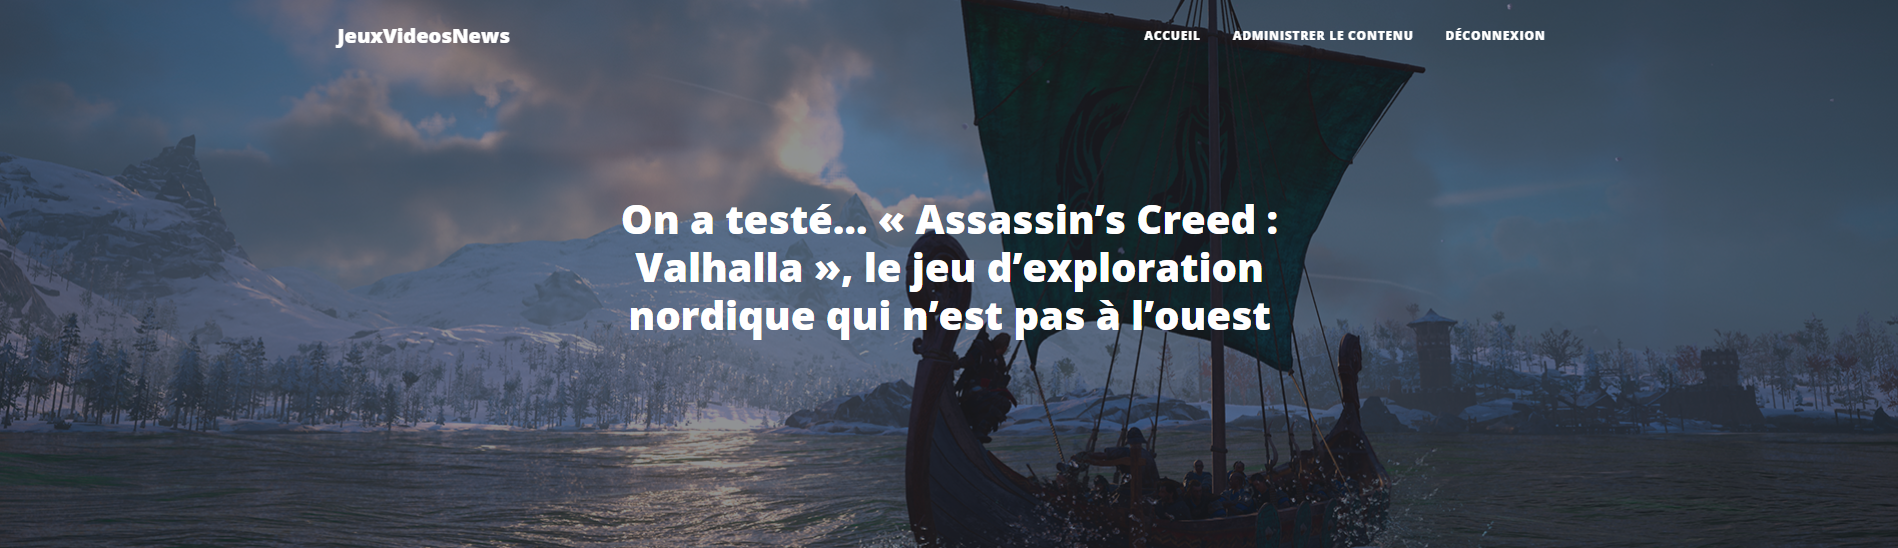 JeuxVideosNews
ACCUEIL ADMINISTRER LE CONTENU DÉCONNEXION
On a testé… « Assassin’s Creed :
Valhalla », le jeu d’exploration
nordique qui n’est pas à l’ouest